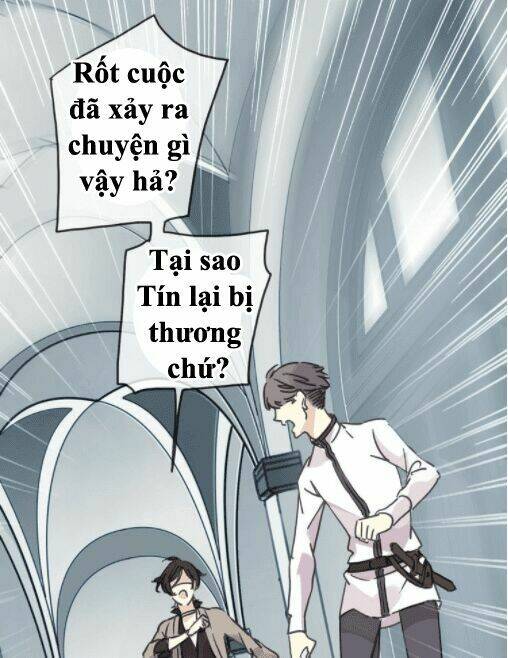 Rốt cuộc
đã xảy ra
chuyện gì
vậy hả?
Tại sao
Tín lại bị
thương
chứ?